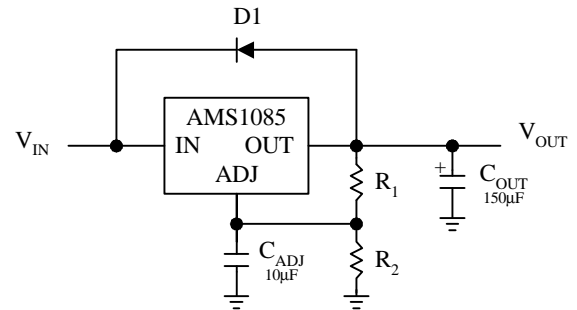 D1
AMS1085
V_IN
IN OUT
V_OUT
ADJ
R_1
+
C_OUT
150µF
C_ADJ
10µF
R_2